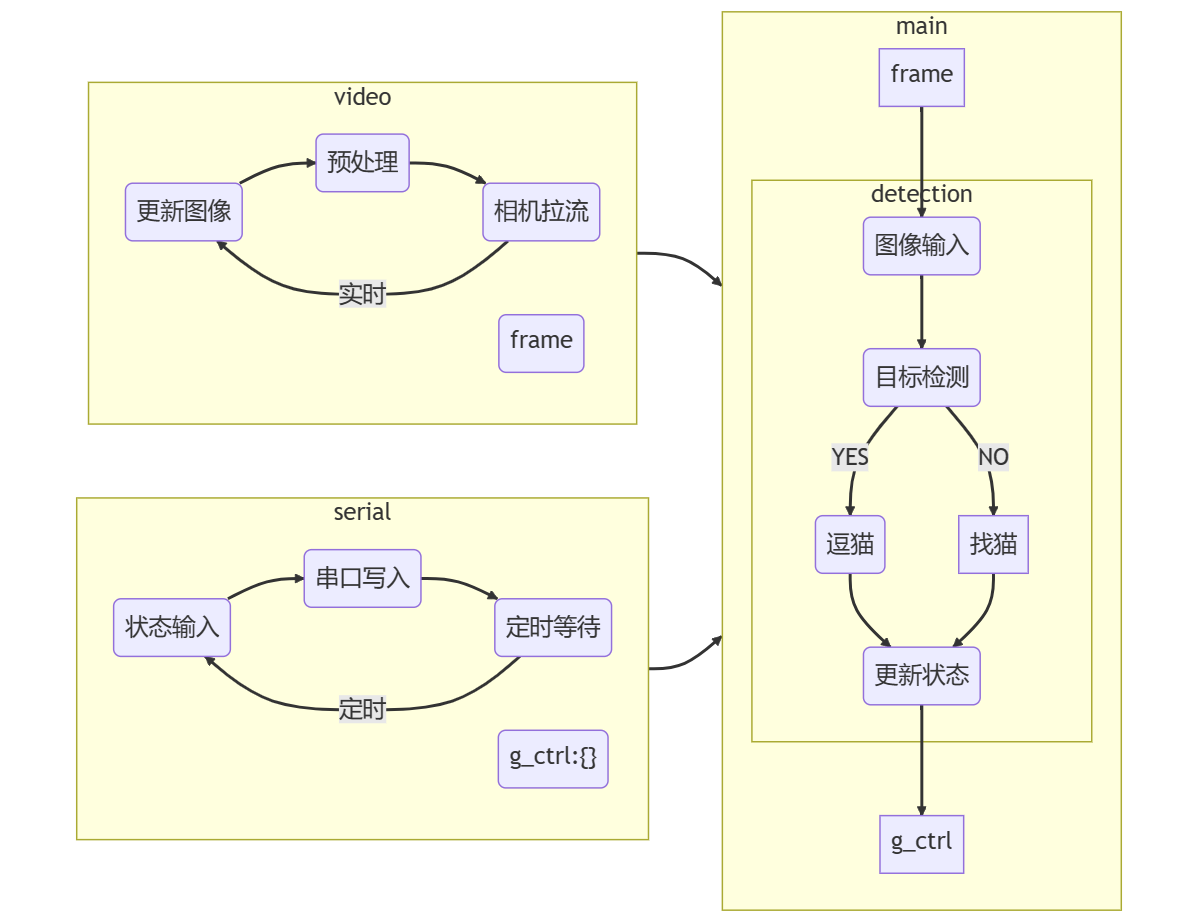 video
预处理
更新图像
相机拉流
实时
frame
serial
串口写入
状态输入
定时等待
定时
g_ctrl:{}
main
frame
detection
图像输入
目标检测
YES
NO
逗猫
找猫
更新状态
g_ctrl